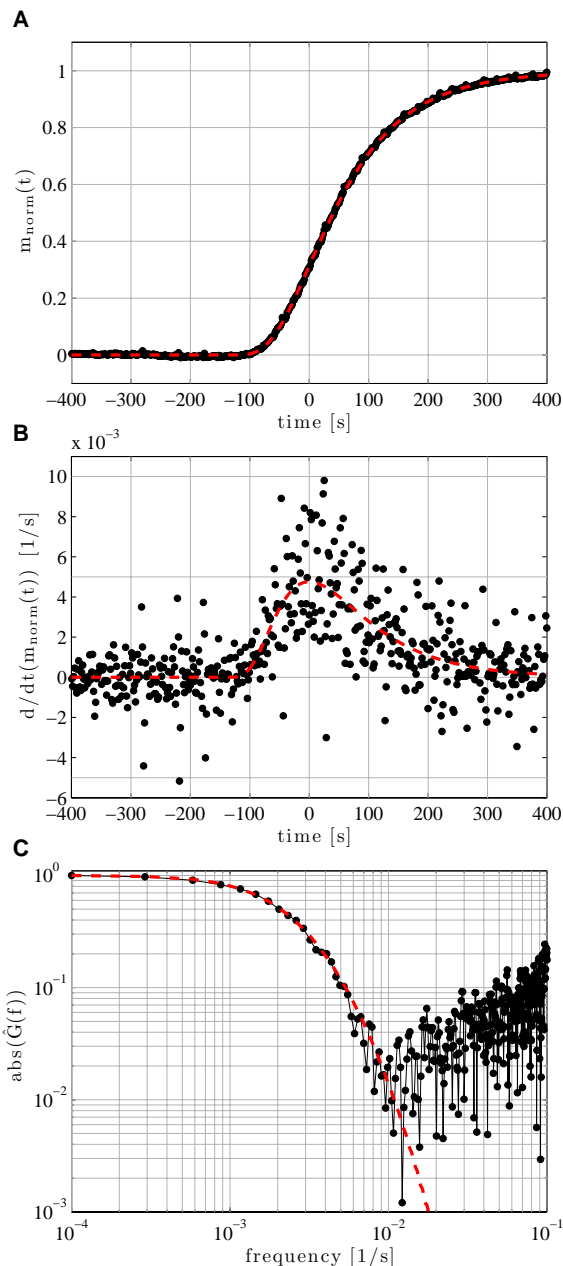 A
1
0.8
0.6
0.4
0.2
0
m_norm(t)
−400 −300 −200 −100 0 100 200 300 400
time [s]
B
x 10^−3
10
8
6
4
2
0
−2
−4
−6
d/dt(m_norm(t)) [1/s]
−400 −300 −200 −100 0 100 200 300 400
time [s]
C
10^0
10^−1
10^−2
10^−3
abs(Ĝ(f))
10^−4 10^−3 10^−2 10^−1
frequency [1/s]